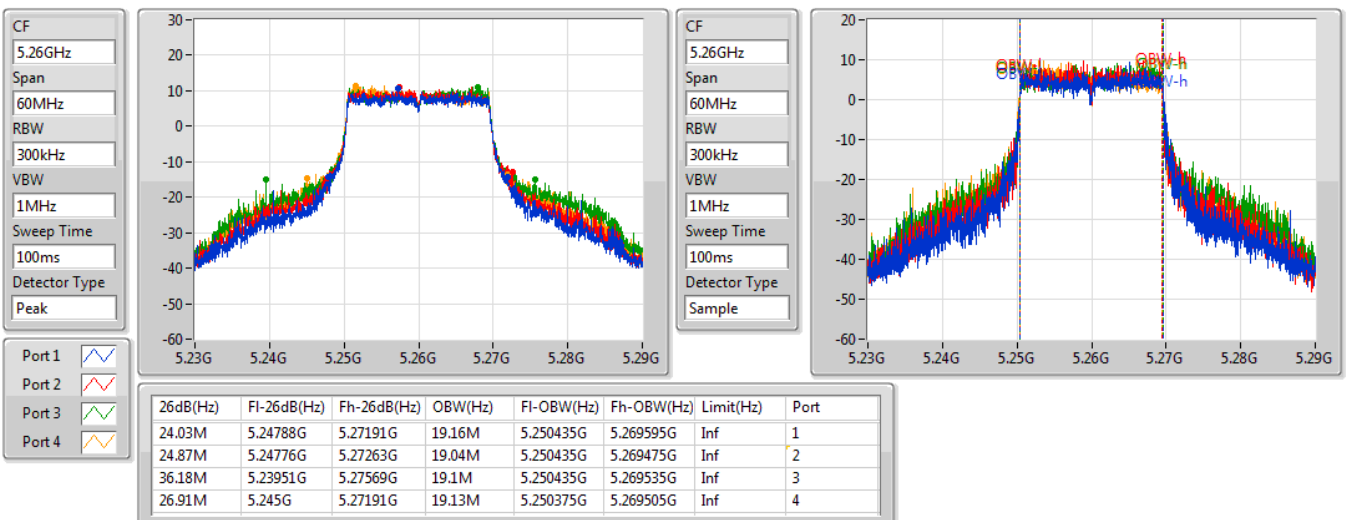 CF
5.26GHz
Span
60MHz
RBW
300kHz
VBW
1MHz
Sweep Time
100ms
Detector Type
Peak
30
20
10
0
-10
-20
-30
-40
-50
-60
5.23G 5.24G 5.25G 5.26G 5.27G 5.28G 5.29G
CF
5.26GHz
Span
60MHz
RBW
300kHz
VBW
1MHz
Sweep Time
100ms
Detector Type
Sample
20
10
0
-10
-20
-30
-40
-50
-60
OBW-h
5.23G 5.24G 5.25G 5.26G 5.27G 5.28G 5.29G
Port 1
Port 2
Port 3
Port 4
26dB(Hz) Fl-26dB(Hz) Fh-26dB(Hz) OBW(Hz) Fl-OBW(Hz) Fh-OBW(Hz) Limit(Hz) Port
24.03M 5.24788G 5.27191G 19.16M 5.250435G 5.269595G Inf 1
24.87M 5.24776G 5.27263G 19.04M 5.250435G 5.269475G Inf 2
36.18M 5.23951G 5.27569G 19.1M 5.250435G 5.269535G Inf 3
26.91M 5.245G 5.27191G 19.13M 5.250375G 5.269505G Inf 4